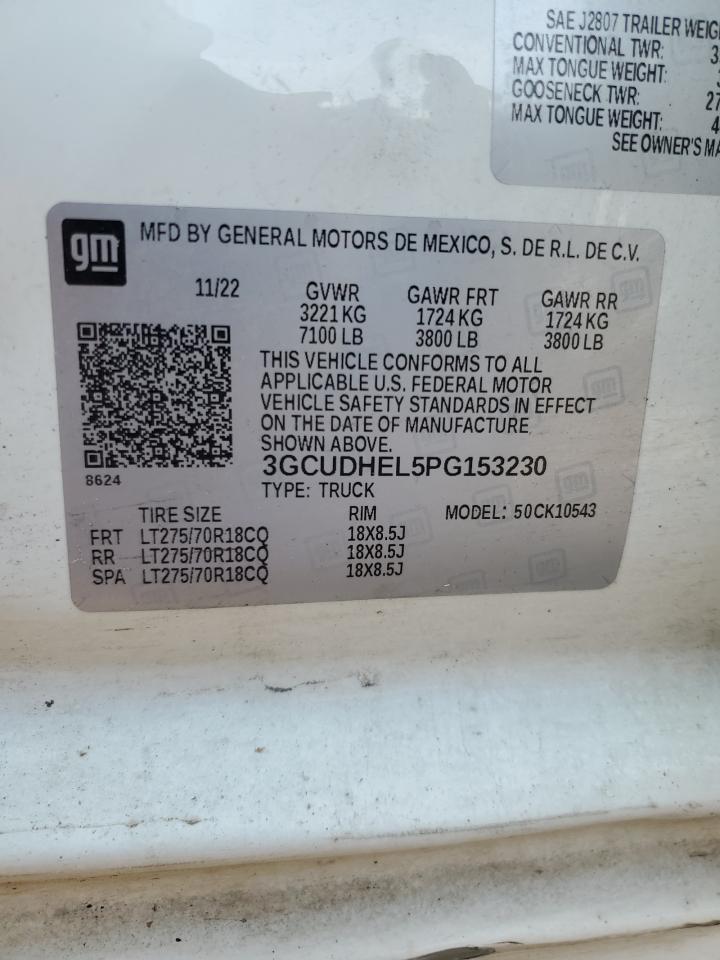 SAE J2807 TRAILER
CONVENTIONAL TWR:
MAX TONGUE WEIGHT:
GOOSENECK TWR:
MAX TONGUE WEIGHT:
SEE OWNER'S
gm MFD BY GENERAL MOTORS DE MEXICO, S. DE R.L. DE C.V.
11/22 GVWR GAWR FRT GAWR RR
3221 KG 1724 KG 1724 KG
7100 LB 3800 LB 3800 LB
THIS VEHICLE CONFORMS TO ALL
APPLICABLE U.S. FEDERAL MOTOR
VEHICLE SAFETY STANDARDS IN EFFECT
ON THE DATE OF MANUFACTURE
SHOWN ABOVE.
3GCUDHEL5PG153230
8624
TYPE: TRUCK
TIRE SIZE RIM MODEL: 50CK10543
FRT LT275/70R18CQ 18X8.5J
RR LT275/70R18CQ 18X8.5J
SPA LT275/70R18CQ 18X8.5J